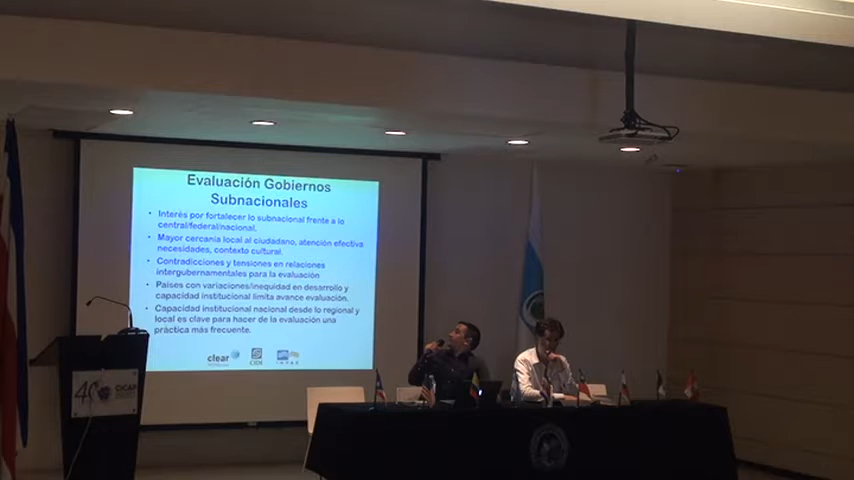 Evaluación Gobiernos
Subnacionales
• Interés por fortalecer lo subnacional frente a lo
central/federal/nacional.
• Mayor cercanía local al ciudadano, atención efectiva
necesidades, contexto cultural.
• Contradicciones y tensiones en relaciones
intergubernamentales para la evaluación
• Países con variaciones/inequidad en desarrollo y
capacidad institucional limita avance evaluación.
• Capacidad institucional nacional desde lo regional y
local es clave para hacer de la evaluación una
práctica más frecuente.
clear
CIDE
40 CICAP